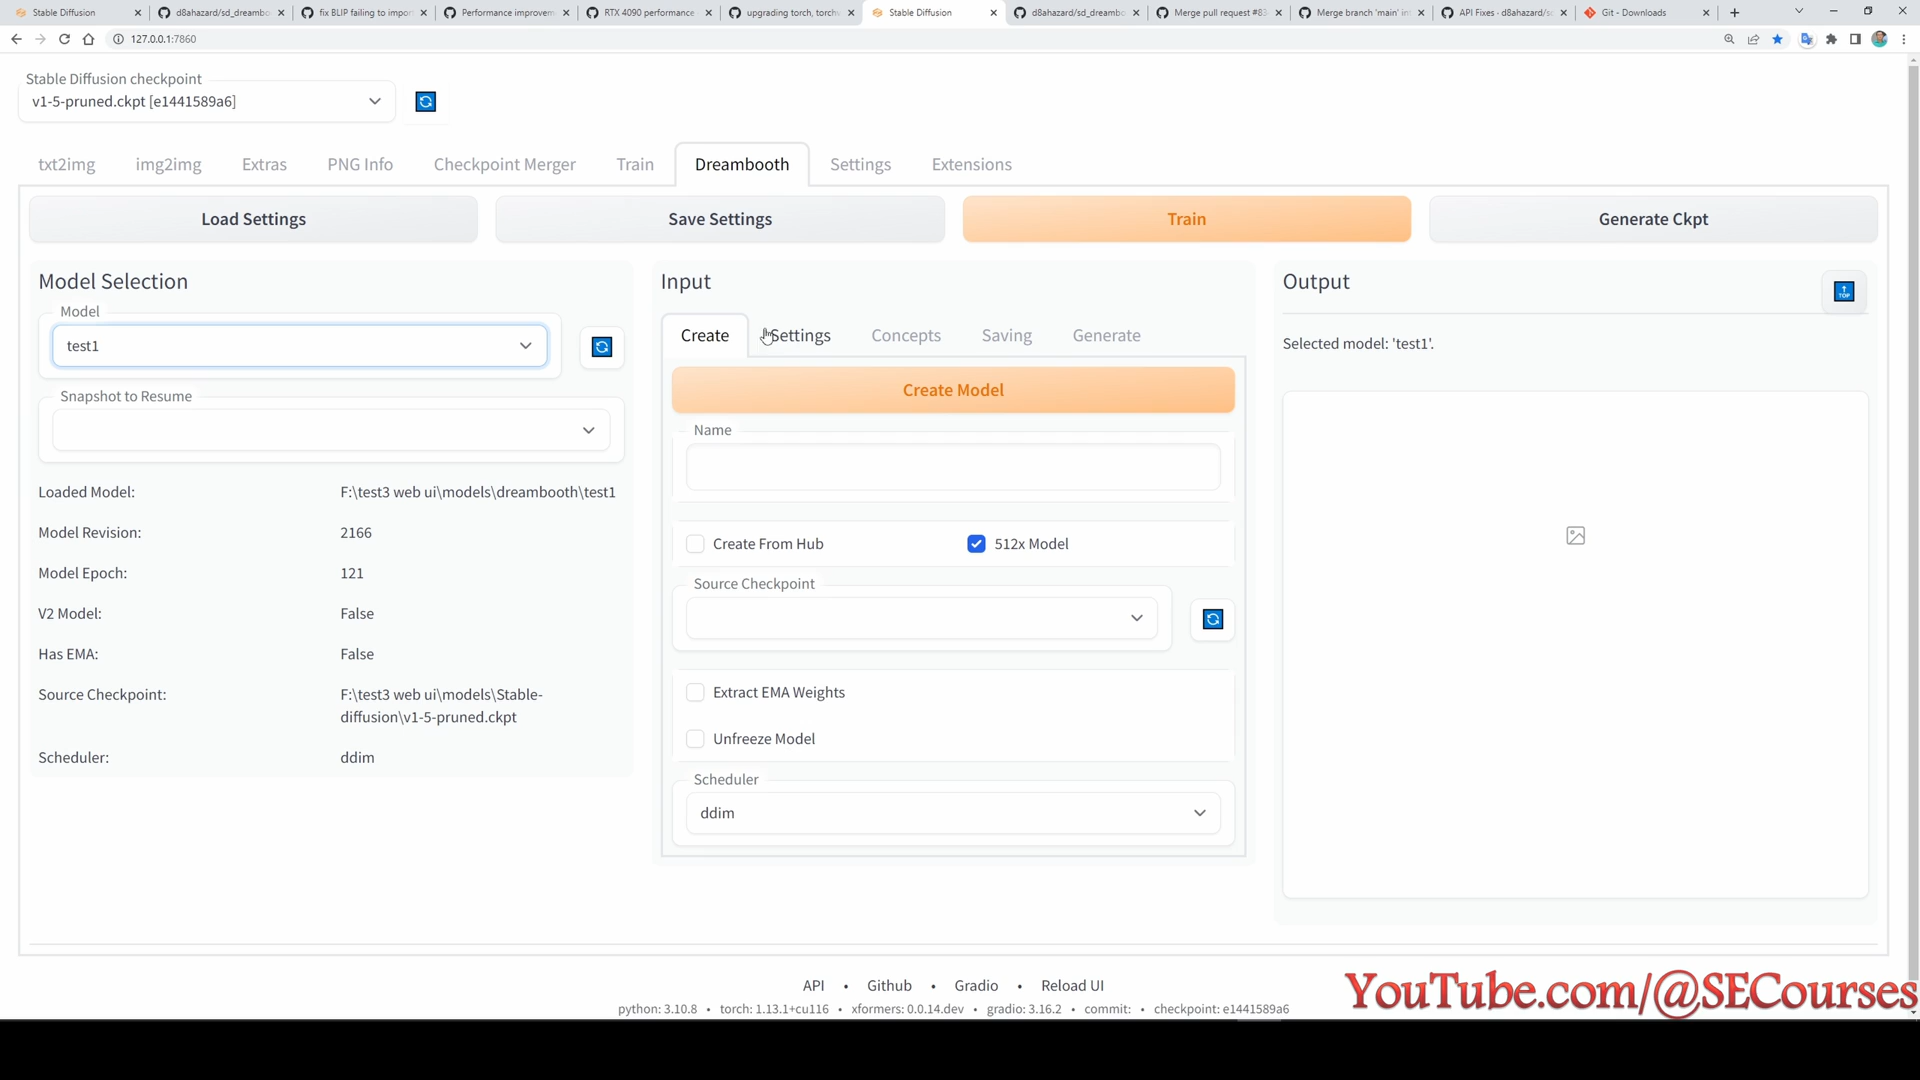 Stable Diffusion
d8ahazard/sd_dreambo
fix BLIP failing to import
Performance improvem
RTX 4090 performance
upgrading torch, torchv
Stable Diffusion
d8ahazard/sd_dreambo
Merge pull request #83
Merge branch 'main' in
API Fixes · d8ahazard/sd
Git - Downloads
127.0.0.1:7860
Stable Diffusion checkpoint
v1-5-pruned.ckpt [e1441589a6]
txt2img
img2img
Extras
PNG Info
Checkpoint Merger
Train
Dreambooth
Settings
Extensions
Load Settings
Save Settings
Train
Generate Ckpt
Model Selection
Model
test1
Snapshot to Resume
Loaded Model: F:\test3 web ui\models\dreambooth\test1
Model Revision: 2166
Model Epoch: 121
V2 Model: False
Has EMA: False
Source Checkpoint: F:\test3 web ui\models\Stable-
diffusion\v1-5-pruned.ckpt
Scheduler: ddim
Input
Create
Settings
Concepts
Saving
Generate
Create Model
Name
Create From Hub
512x Model
Source Checkpoint
Extract EMA Weights
Unfreeze Model
Scheduler
ddim
Output
TOP
Selected model: 'test1'.
API • Github • Gradio • Reload UI
python: 3.10.8 • torch: 1.13.1+cu116 • xformers: 0.0.14.dev • gradio: 3.16.2 • commit: • checkpoint: e1441589a6
YouTube.com/@SECourses